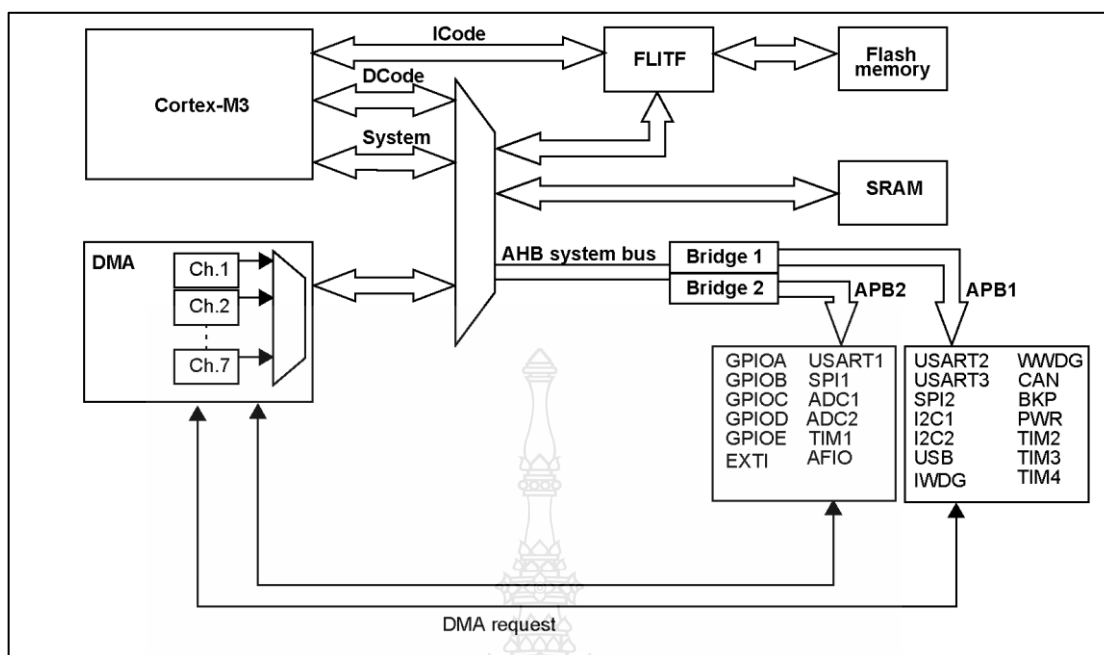 ICode
FLITF
Flash
memory
Cortex-M3
DCode
System
SRAM
DMA
Ch.1
Ch.2
Ch.7
AHB system bus
Bridge 1
Bridge 2
APB2
APB1
GPIOA USART1
GPIOB SPI1
GPIOC ADC1
GPIOD ADC2
GPIOE TIM1
EXTI AFIO
USART2 WWDG
USART3 CAN
SPI2 BKP
I2C1 PWR
I2C2 TIM2
USB TIM3
IWDG TIM4
DMA request